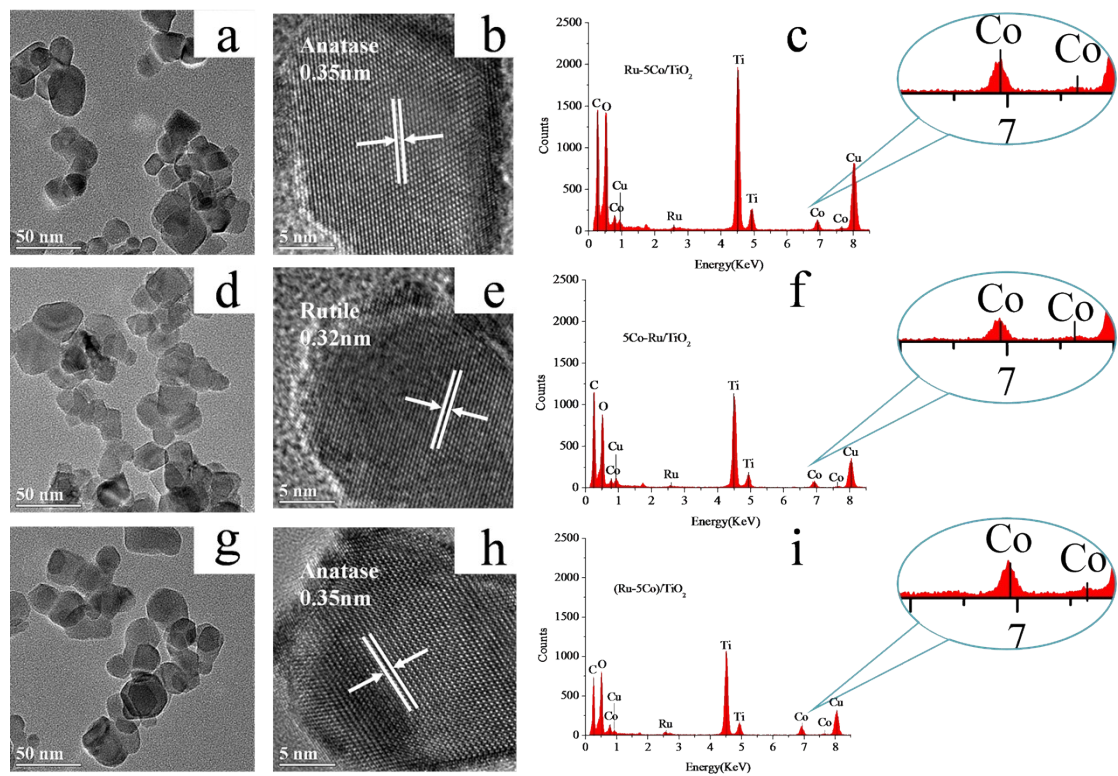 a
50 nm
b
Anatase
0.35nm
5 nm
c
Ru-5Co/TiO2
Counts
2500
2000
1500
1000
500
0
C
O
Cu
Co
Ru
Ti
Ti
Co
Co
Cu
0 1 2 3 4 5 6 7 8
Energy(KeV)
Co
Co
7
d
50 nm
e
Rutile
0.32nm
5 nm
f
5Co-Ru/TiO2
Counts
2500
2000
1500
1000
500
0
C
O
Cu
Co
Ru
Ti
Ti
Co
Co
Cu
0 1 2 3 4 5 6 7 8
Energy(KeV)
Co
Co
7
g
50 nm
h
Anatase
0.35nm
5 nm
i
(Ru-5Co)/TiO2
Counts
2500
2000
1500
1000
500
0
C
O
Cu
Co
Ru
Ti
Ti
Co
Co
Cu
0 1 2 3 4 5 6 7 8
Energy(KeV)
Co
Co
7